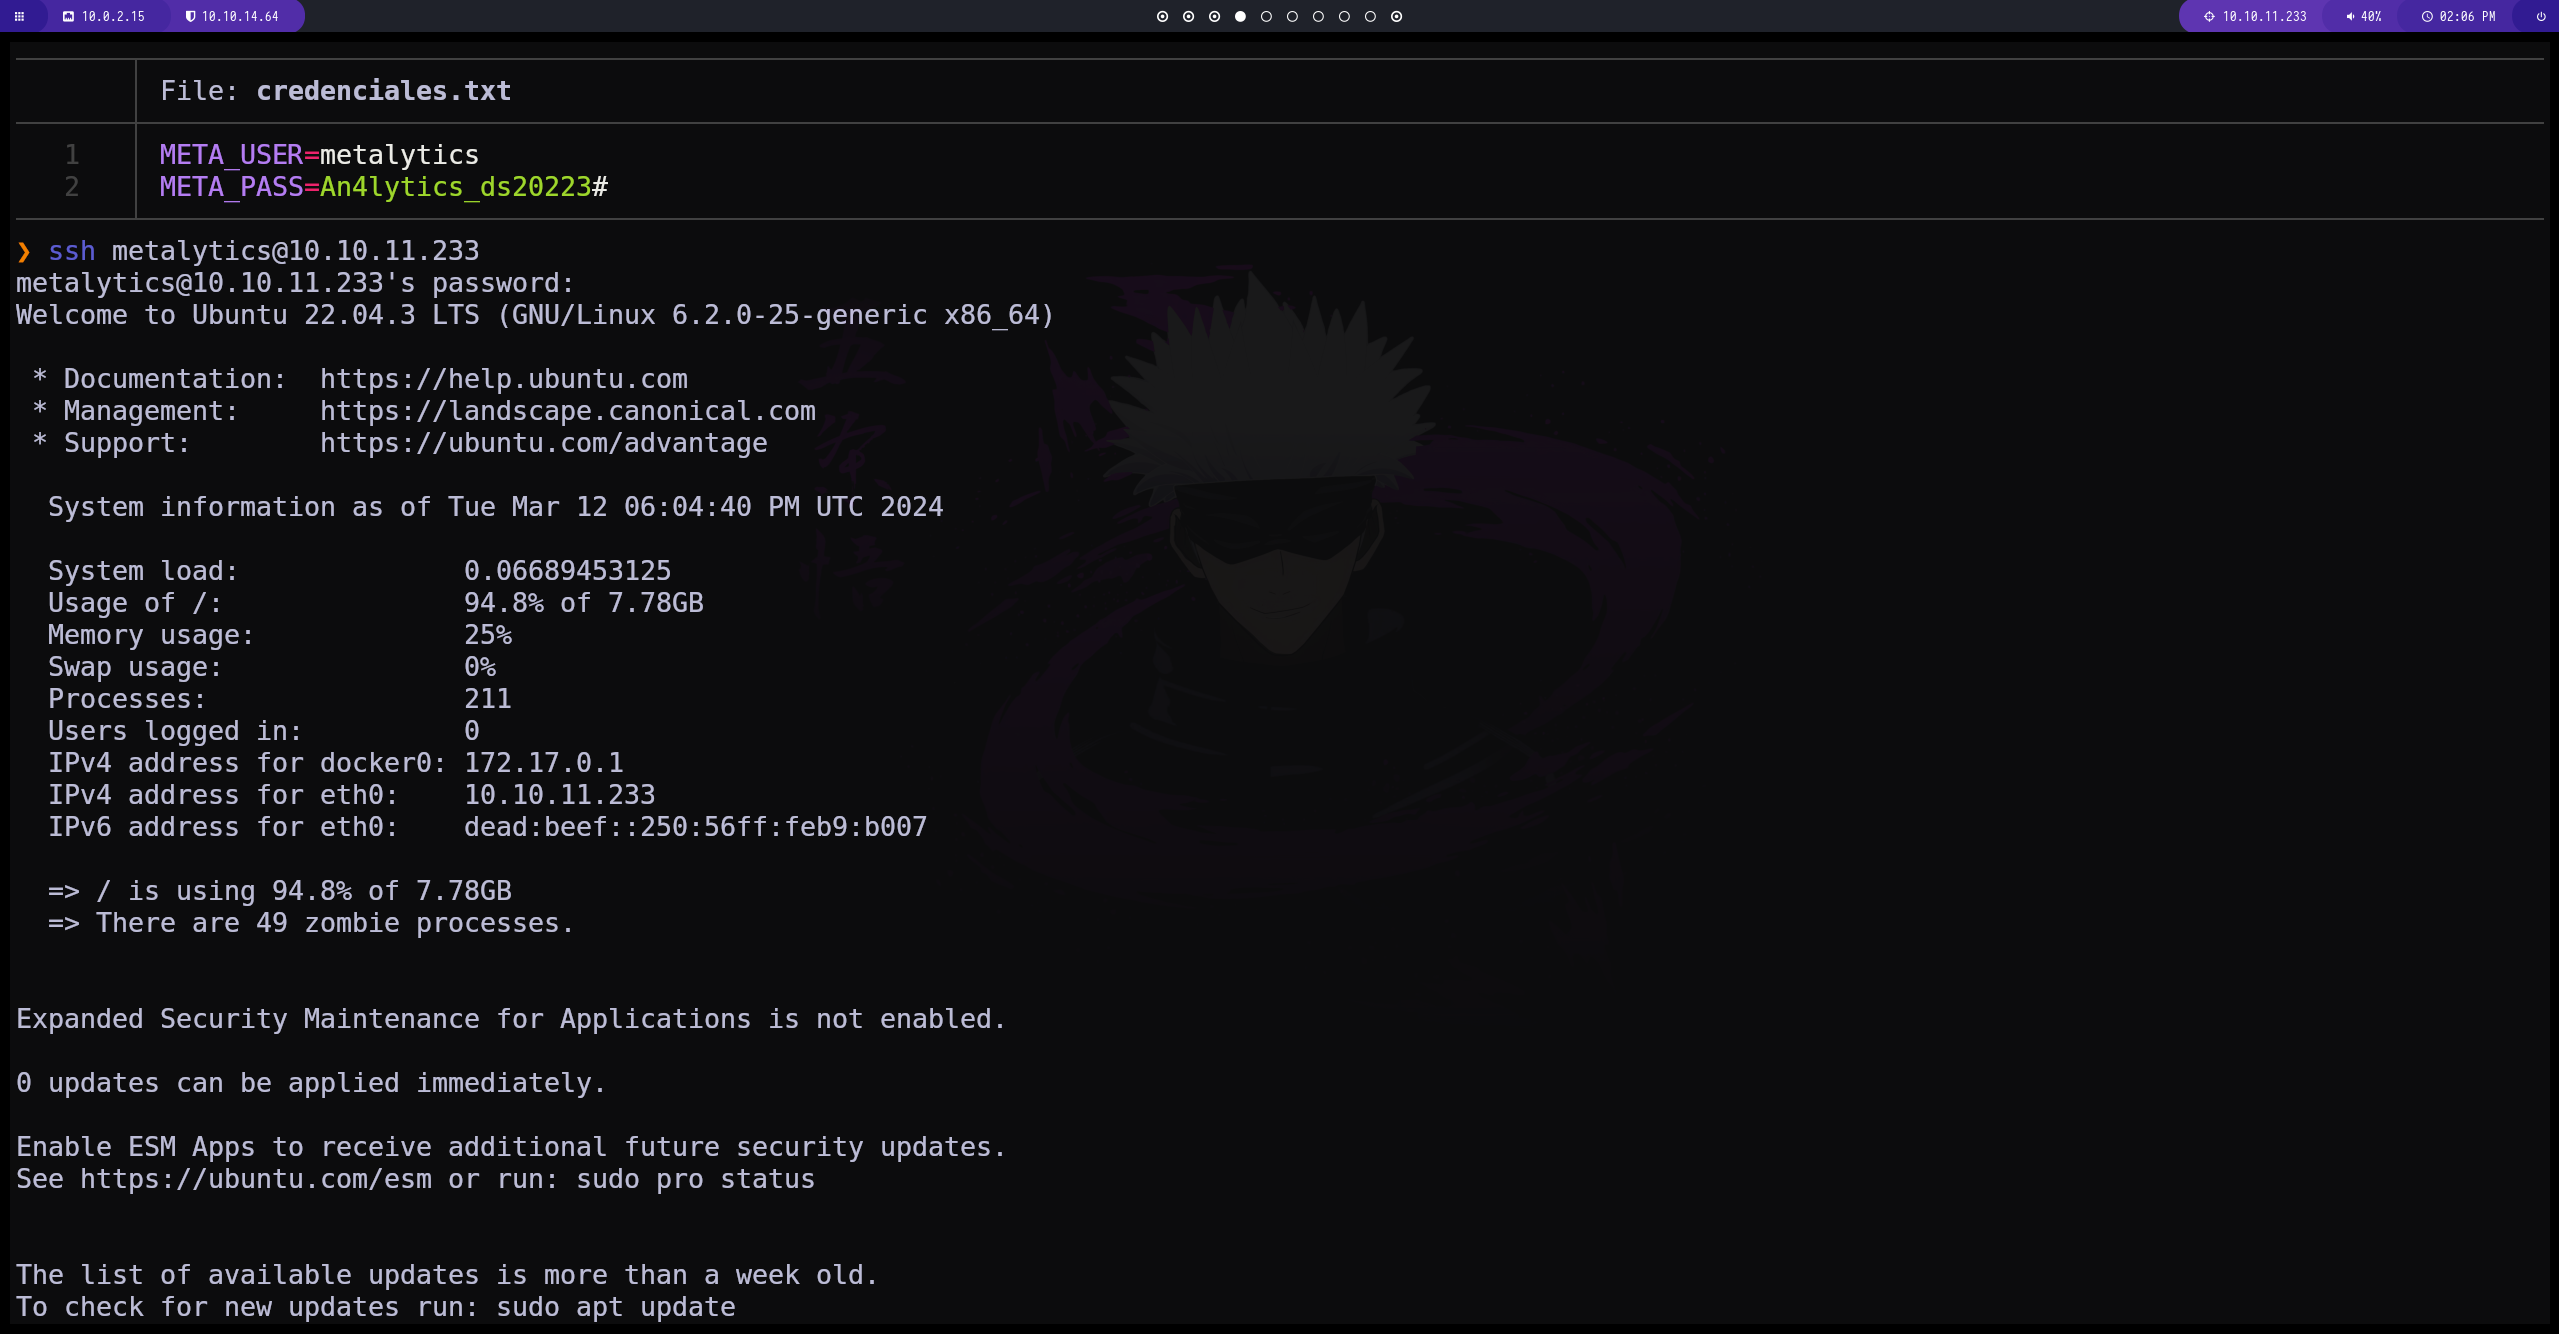 10.0.2.15 10.10.14.64 10.10.11.233 40% 02:06 PM
File: credenciales.txt
1 META_USER=metalytics
2 META_PASS=An4lytics_ds20223#
❯ ssh metalytics@10.10.11.233
metalytics@10.10.11.233's password:
Welcome to Ubuntu 22.04.3 LTS (GNU/Linux 6.2.0-25-generic x86_64)
* Documentation:  https://help.ubuntu.com
* Management:     https://landscape.canonical.com
* Support:        https://ubuntu.com/advantage
System information as of Tue Mar 12 06:04:40 PM UTC 2024
System load:              0.06689453125
Usage of /:               94.8% of 7.78GB
Memory usage:             25%
Swap usage:               0%
Processes:                211
Users logged in:          0
IPv4 address for docker0: 172.17.0.1
IPv4 address for eth0:    10.10.11.233
IPv6 address for eth0:    dead:beef::250:56ff:feb9:b007
=> / is using 94.8% of 7.78GB
=> There are 49 zombie processes.
Expanded Security Maintenance for Applications is not enabled.
0 updates can be applied immediately.
Enable ESM Apps to receive additional future security updates.
See https://ubuntu.com/esm or run: sudo pro status
The list of available updates is more than a week old.
To check for new updates run: sudo apt update
五
条
悟